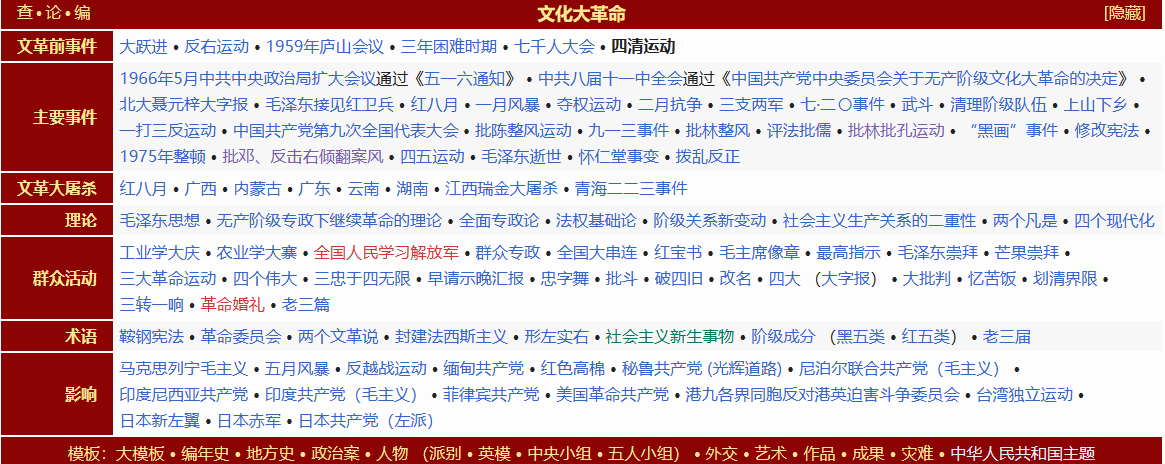 查 • 论 • 编 文化大革命 [隐藏]
文革前事件 大跃进 • 反右运动 • 1959年庐山会议 • 三年困难时期 • 七千人大会 • 四清运动
1966年5月中共中央政治局扩大会议通过《五一六通知》 • 中共八届十一中全会通过《中国共产党中央委员会关于无产阶级文化大革命的决定》 •
主要事件 北大聂元梓大字报 • 毛泽东接见红卫兵 • 红八月 • 一月风暴 • 夺权运动 • 二月抗争 • 三支两军 • 七·二〇事件 • 武斗 • 清理阶级队伍 • 上山下乡 •
一打三反运动 • 中国共产党第九次全国代表大会 • 批陈整风运动 • 九一三事件 • 批林整风 • 评法批儒 • 批林批孔运动 • “黑画”事件 • 修改宪法 •
1975年整顿 • 批邓、反击右倾翻案风 • 四五运动 • 毛泽东逝世 • 怀仁堂事变 • 拨乱反正
文革大屠杀 红八月 • 广西 • 内蒙古 • 广东 • 云南 • 湖南 • 江西瑞金大屠杀 • 青海二二三事件
理论 毛泽东思想 • 无产阶级专政下继续革命的理论 • 全面专政论 • 法权基础论 • 阶级关系新变动 • 社会主义生产关系的二重性 • 两个凡是 • 四个现代化
工业学大庆 • 农业学大寨 • 全国人民学习解放军 • 群众专政 • 全国大串连 • 红宝书 • 毛主席像章 • 最高指示 • 毛泽东崇拜 • 芒果崇拜 •
群众活动 三大革命运动 • 四个伟大 • 三忠于四无限 • 早请示晚汇报 • 忠字舞 • 批斗 • 破四旧 • 改名 • 四大 （大字报） • 大批判 • 忆苦饭 • 划清界限 •
三转一响 • 革命婚礼 • 老三篇
术语 鞍钢宪法 • 革命委员会 • 两个文革说 • 封建法西斯主义 • 形左实右 • 社会主义新生事物 • 阶级成分 （黑五类 • 红五类） • 老三届
马克思列宁毛主义 • 五月风暴 • 反越战运动 • 缅甸共产党 • 红色高棉 • 秘鲁共产党 (光辉道路) • 尼泊尔联合共产党（毛主义） •
影响 印度尼西亚共产党 • 印度共产党（毛主义） • 菲律宾共产党 • 美国革命共产党 • 港九各界同胞反对港英迫害斗争委员会 • 台湾独立运动 •
日本新左翼 • 日本赤军 • 日本共产党（左派）
模板：大模板 • 编年史 • 地方史 • 政治案 • 人物 （派别 • 英模 • 中央小组 • 五人小组） • 外交 • 艺术 • 作品 • 成果 • 灾难 • 中华人民共和国主题